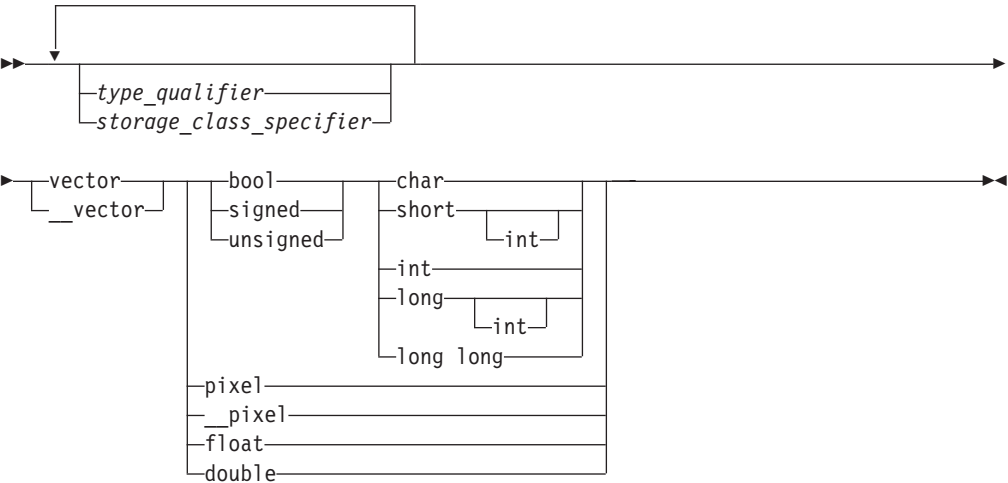 type_qualifier
storage_class_specifier
vector bool char
__vector signed short
unsigned int
int
long
int
long long
pixel
__pixel
float
double